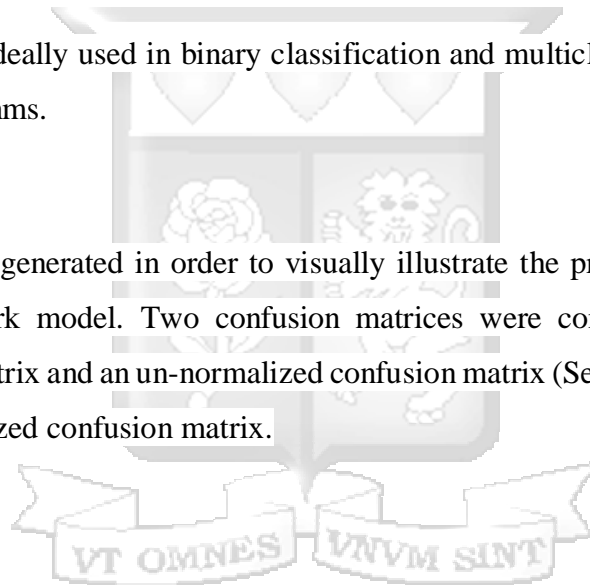 deally used in binary classification and multicl
ms.
generated in order to visually illustrate the pr
rk model. Two confusion matrices were co
trix and an un-normalized confusion matrix (Se
zed confusion matrix.
VT OMNES VNVM SINT